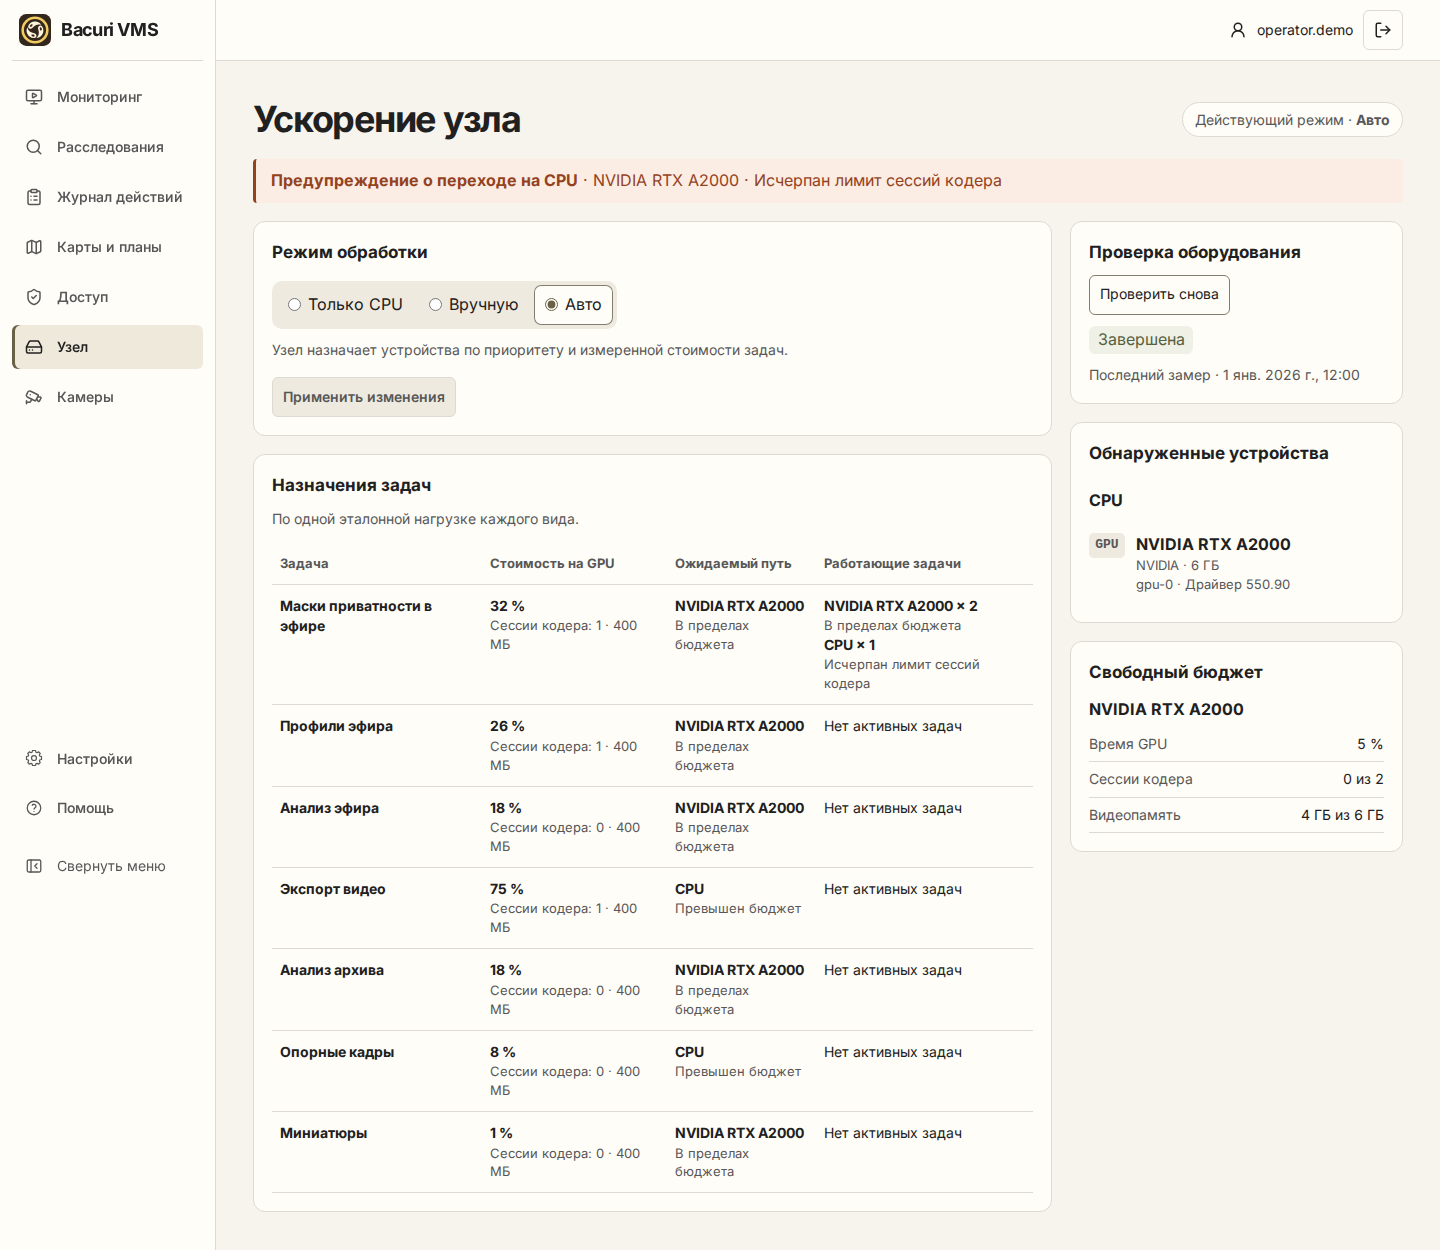 Bacuri VMS
operator.demo
Мониторинг
Расследования
Журнал действий
Карты и планы
Доступ
Узел
Камеры
Настройки
Помощь
Свернуть меню
Ускорение узла
Действующий режим · Авто
Предупреждение о переходе на CPU · NVIDIA RTX A2000 · Исчерпан лимит сессий кодера
Режим обработки
Только CPU Вручную Авто
Узел назначает устройства по приоритету и измеренной стоимости задач.
Применить изменения
Назначения задач
По одной эталонной нагрузке каждого вида.
Задача Стоимость на GPU Ожидаемый путь Работающие задачи
Маски приватности в
эфире
32 %
Сессии кодера: 1 · 400
МБ
NVIDIA RTX A2000
В пределах
бюджета
NVIDIA RTX A2000 × 2
В пределах бюджета
CPU × 1
Исчерпан лимит сессий
кодера
Профили эфира
26 %
Сессии кодера: 1 · 400
МБ
NVIDIA RTX A2000
В пределах
бюджета
Нет активных задач
Анализ эфира
18 %
Сессии кодера: 0 · 400
МБ
NVIDIA RTX A2000
В пределах
бюджета
Нет активных задач
Экспорт видео
75 %
Сессии кодера: 1 · 400
МБ
CPU
Превышен бюджет
Нет активных задач
Анализ архива
18 %
Сессии кодера: 0 · 400
МБ
NVIDIA RTX A2000
В пределах
бюджета
Нет активных задач
Опорные кадры
8 %
Сессии кодера: 0 · 400
МБ
CPU
Превышен бюджет
Нет активных задач
Миниатюры
1 %
Сессии кодера: 0 · 400
МБ
NVIDIA RTX A2000
В пределах
бюджета
Нет активных задач
Проверка оборудования
Проверить снова
Завершена
Последний замер · 1 янв. 2026 г., 12:00
Обнаруженные устройства
CPU
GPU
NVIDIA RTX A2000
NVIDIA · 6 ГБ
gpu-0 · Драйвер 550.90
Свободный бюджет
NVIDIA RTX A2000
Время GPU 5 %
Сессии кодера 0 из 2
Видеопамять 4 ГБ из 6 ГБ